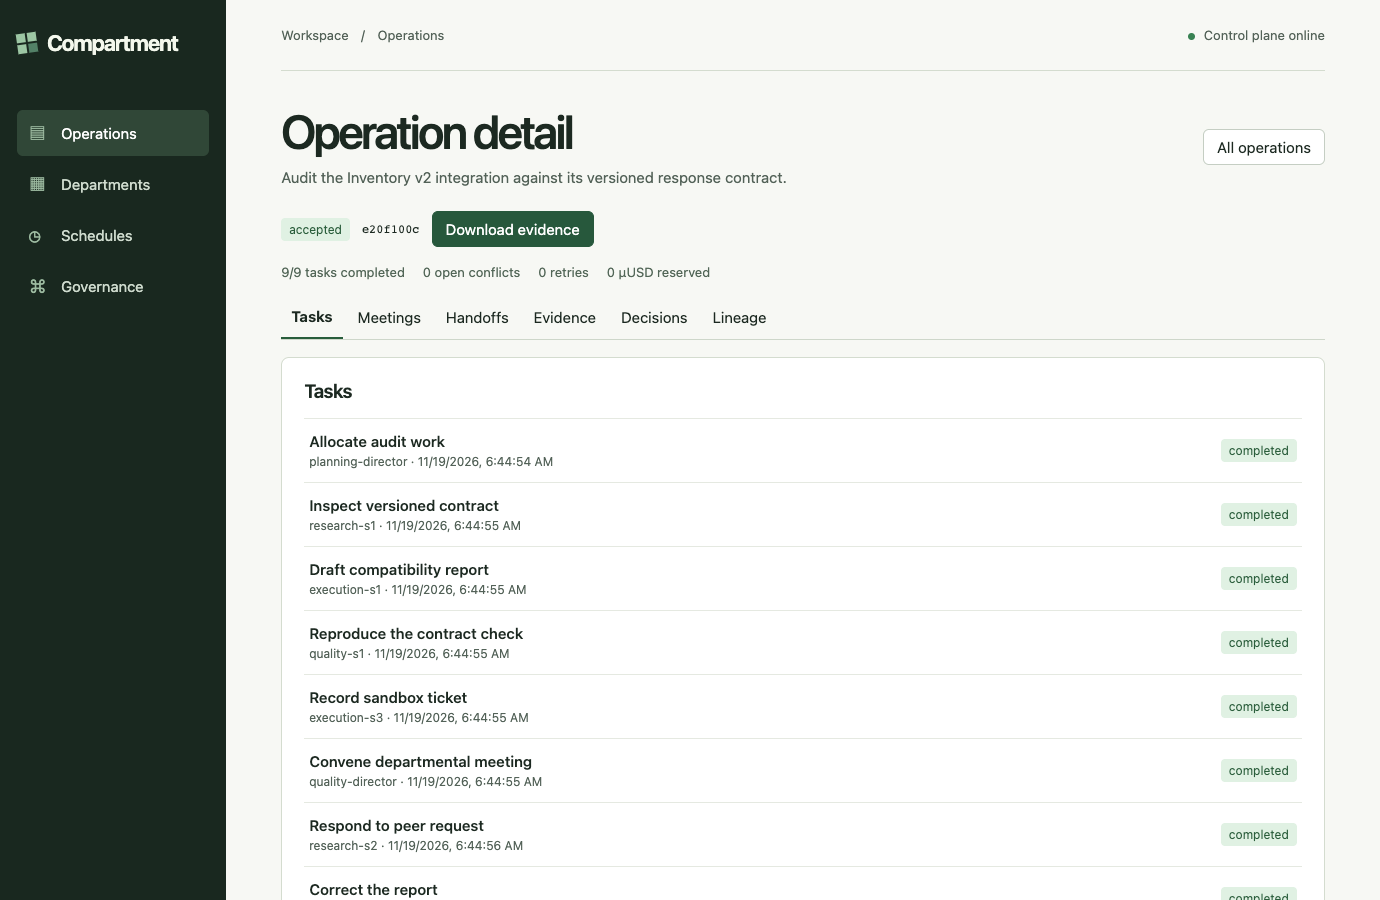 Compartment
Operations
Departments
Schedules
Governance
Workspace / Operations
Control plane online
Operation detail
All operations
Audit the Inventory v2 integration against its versioned response contract.
accepted e20f100c Download evidence
9/9 tasks completed 0 open conflicts 0 retries 0 µUSD reserved
Tasks Meetings Handoffs Evidence Decisions Lineage
Tasks
Allocate audit work
planning-director · 11/19/2026, 6:44:54 AM
completed
Inspect versioned contract
research-s1 · 11/19/2026, 6:44:55 AM
completed
Draft compatibility report
execution-s1 · 11/19/2026, 6:44:55 AM
completed
Reproduce the contract check
quality-s1 · 11/19/2026, 6:44:55 AM
completed
Record sandbox ticket
execution-s3 · 11/19/2026, 6:44:55 AM
completed
Convene departmental meeting
quality-director · 11/19/2026, 6:44:55 AM
completed
Respond to peer request
research-s2 · 11/19/2026, 6:44:56 AM
completed
Correct the report
completed